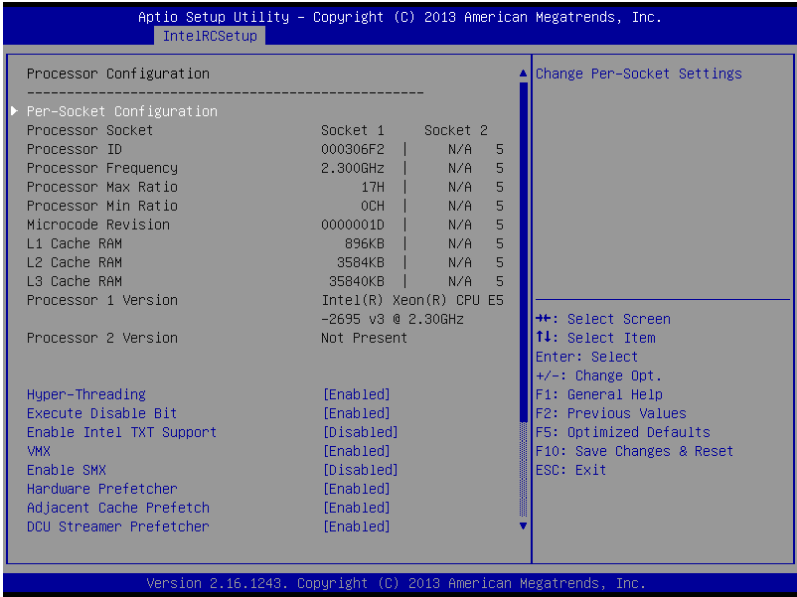 Aptio Setup Utility – Copyright (C) 2013 American Megatrends, Inc.
IntelRCSetup
Processor Configuration
--------------------------------------------------
Per-Socket Configuration
Processor Socket Socket 1 Socket 2
Processor ID 000306F2 | N/A 5
Processor Frequency 2.300GHz | N/A 5
Processor Max Ratio 17H | N/A 5
Processor Min Ratio 0CH | N/A 5
Microcode Revision 0000001D | N/A 5
L1 Cache RAM 896KB | N/A 5
L2 Cache RAM 3584KB | N/A 5
L3 Cache RAM 35840KB | N/A 5
Processor 1 Version Intel(R) Xeon(R) CPU E5
-2695 v3 @ 2.30GHz
Processor 2 Version Not Present
Hyper-Threading [Enabled]
Execute Disable Bit [Enabled]
Enable Intel TXT Support [Disabled]
VMX [Enabled]
Enable SMX [Disabled]
Hardware Prefetcher [Enabled]
Adjacent Cache Prefetch [Enabled]
DCU Streamer Prefetcher [Enabled]
Change Per-Socket Settings
→←: Select Screen
↑↓: Select Item
Enter: Select
+/-: Change Opt.
F1: General Help
F2: Previous Values
F5: Optimized Defaults
F10: Save Changes & Reset
ESC: Exit
Version 2.16.1243. Copyright (C) 2013 American Megatrends, Inc.